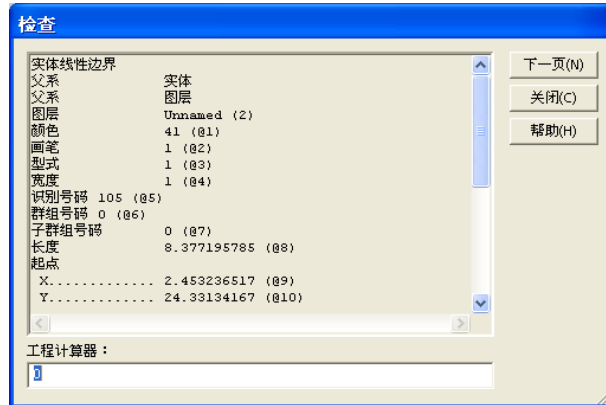 检查
实体线性边界
父系 实体
父系 图层
图层 Unnamed (2)
颜色 41 (@1)
画笔 1 (@2)
型式 1 (@3)
宽度 1 (@4)
识别号码 105 (@5)
群组号码 0 (@6)
子群组号码 0 (@7)
长度 8.377195785 (@8)
起点
X............. 2.453236517 (@9)
Y............. 24.33134167 (@10)
工程计算器：
0
下一页(N)
关闭(C)
帮助(H)